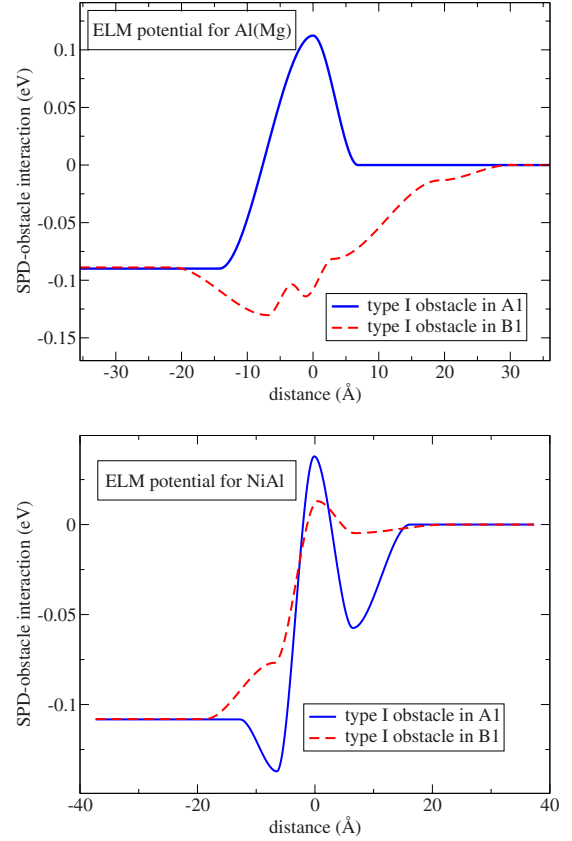 ELM potential for Al(Mg)
SPD-obstacle interaction (eV)
0.1
0.05
0
-0.05
-0.1
-0.15
type I obstacle in A1
type I obstacle in B1
-30 -20 -10 0 10 20 30
distance (Å)
ELM potential for NiAl
SPD-obstacle interaction (eV)
0
-0.05
-0.1
type I obstacle in A1
type I obstacle in B1
-40 -20 0 20 40
distance (Å)